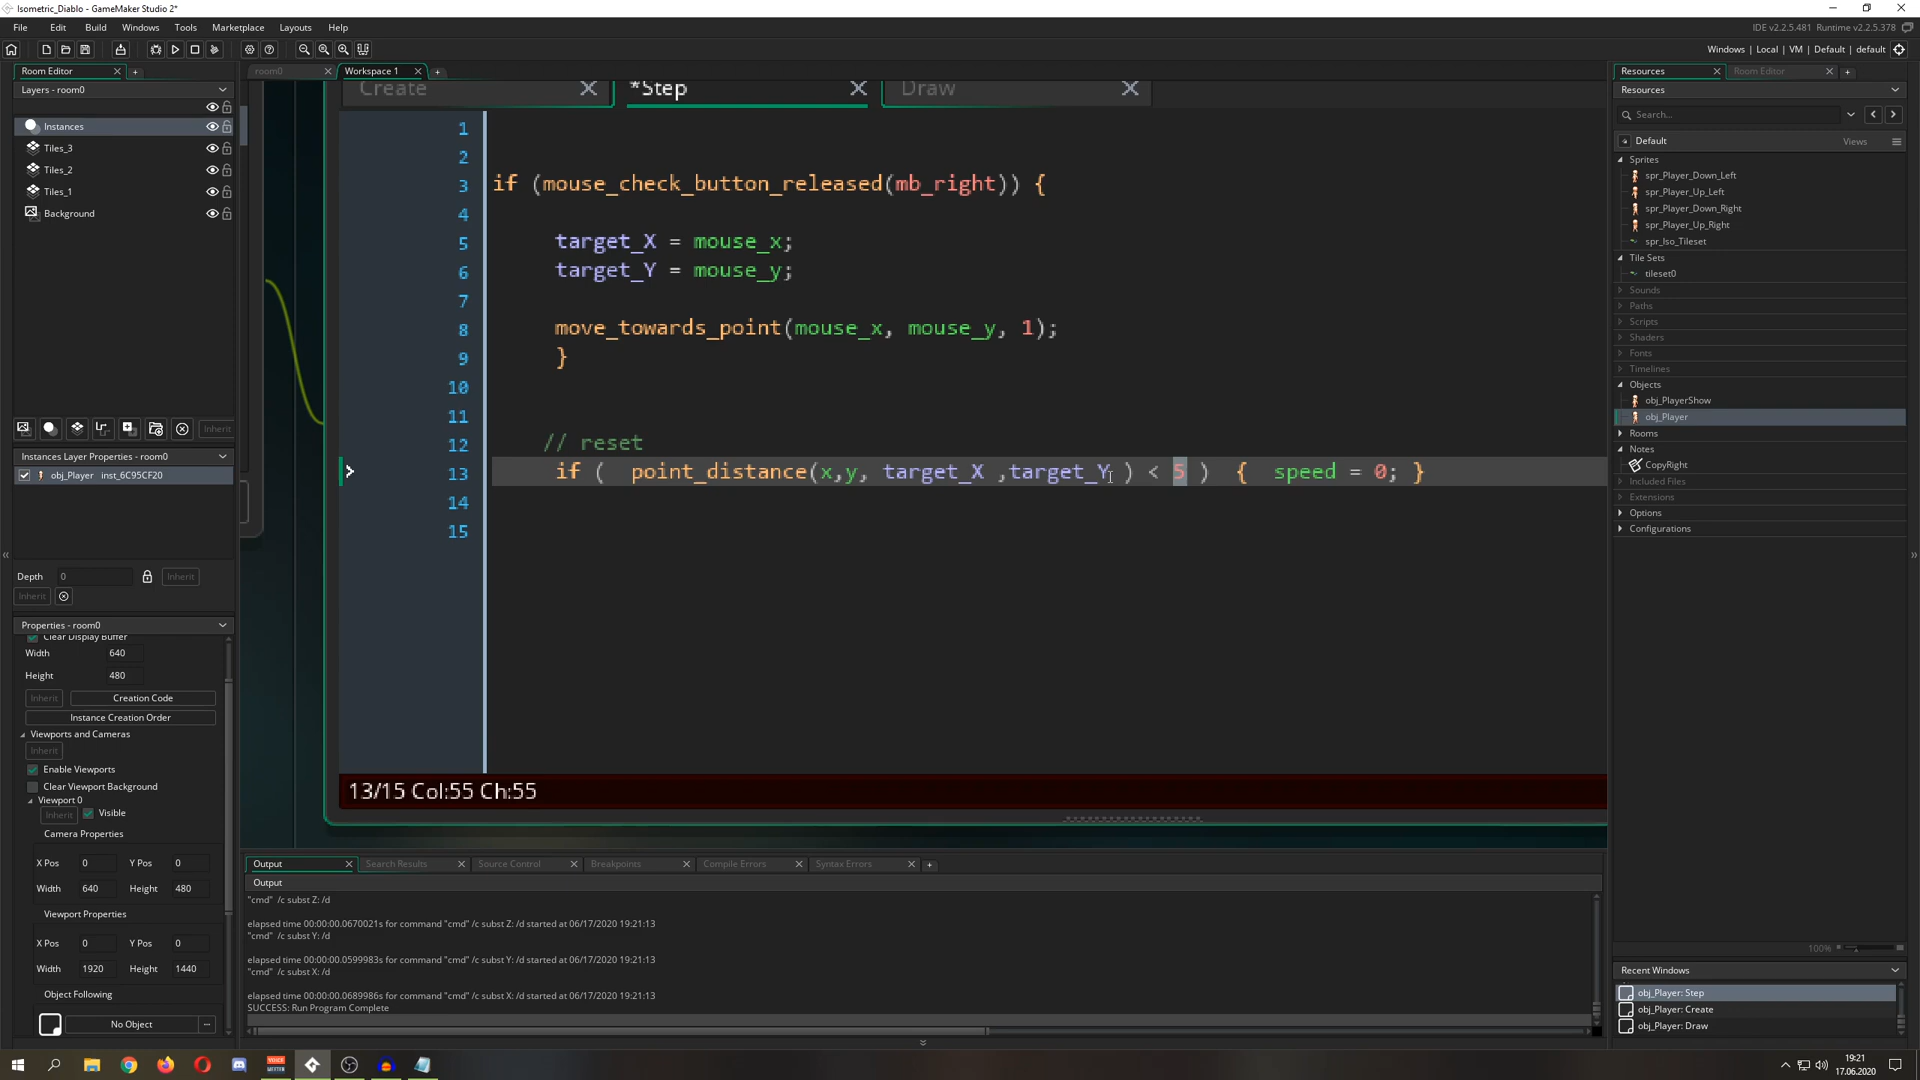 Isometric_Diablo - GameMaker Studio 2*
File Edit Build Windows Tools Marketplace Layouts Help
IDE v2.2.5.481 Runtime v2.2.5.378
Windows | Local | VM | Default | default
Room Editor
room0
Workspace 1
Resources
Room Editor
Layers - room0
Instances
Tiles_3
Tiles_2
Tiles_1
Background
Inherit
Instances Layer Properties - room0
obj_Player inst_6C95CF20
Depth 0 Inherit
Inherit
Properties - room0
Clear Display Buffer
Width 640
Height 480
Inherit Creation Code
Instance Creation Order
Viewports and Cameras
Inherit
Enable Viewports
Clear Viewport Background
Viewport 0
Inherit Visible
Camera Properties
X Pos 0 Y Pos 0
Width 640 Height 480
Viewport Properties
X Pos 0 Y Pos 0
Width 1920 Height 1440
Object Following
No Object ...
Create
*Step
Draw
1
2
3 if (mouse_check_button_released(mb_right)) {
4
5 target_X = mouse_x;
6 target_Y = mouse_y;
7
8 move_towards_point(mouse_x, mouse_y, 1);
9 }
10
11
12 // reset
13 if ( point_distance(x,y, target_X ,target_Y ) < 5 ) { speed = 0; }
14
15
13/15 Col:55 Ch:55
Output Search Results Source Control Breakpoints Compile Errors Syntax Errors
Output
"cmd" /c subst Z: /d
elapsed time 00:00:00.0670021s for command "cmd" /c subst Z: /d started at 06/17/2020 19:21:13
"cmd" /c subst Y: /d
elapsed time 00:00:00.0599983s for command "cmd" /c subst Y: /d started at 06/17/2020 19:21:13
"cmd" /c subst X: /d
elapsed time 00:00:00.0689986s for command "cmd" /c subst X: /d started at 06/17/2020 19:21:13
SUCCESS: Run Program Complete
Resources
Search...
Default Views
Sprites
spr_Player_Down_Left
spr_Player_Up_Left
spr_Player_Down_Right
spr_Player_Up_Right
spr_Iso_Tileset
Tile Sets
tileset0
Sounds
Paths
Scripts
Shaders
Fonts
Timelines
Objects
obj_PlayerShow
obj_Player
Rooms
Notes
CopyRight
Included Files
Extensions
Options
Configurations
100%
Recent Windows
obj_Player: Step
obj_Player: Create
obj_Player: Draw
19:21
17.06.2020